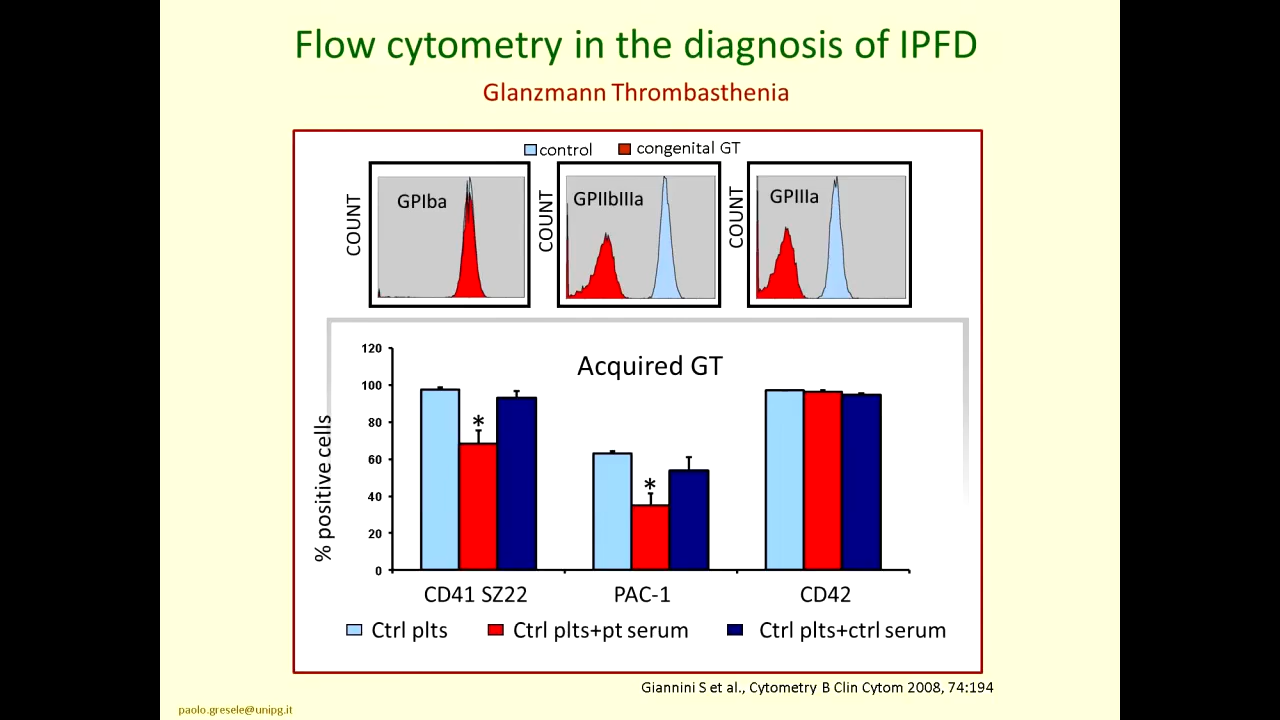 Flow cytometry in the diagnosis of IPFD
Glanzmann Thrombasthenia
control congenital GT
COUNT
GPIba
COUNT
GPIIbIIIa
COUNT
GPIIIa
Acquired GT
% positive cells
120
100
80
60
40
20
0
*
*
CD41 SZ22 PAC-1 CD42
Ctrl plts Ctrl plts+pt serum Ctrl plts+ctrl serum
Giannini S et al., Cytometry B Clin Cytom 2008, 74:194
paolo.gresele@unipg.it